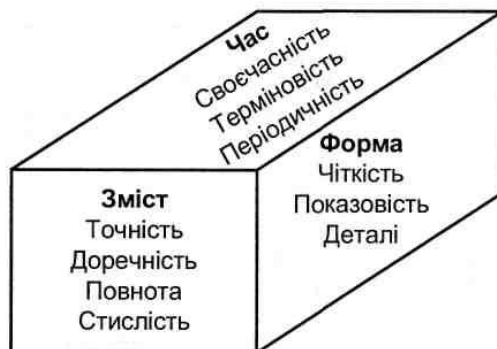 Час
Своєчасність
Терміновість
Періодичність
Форма
Чіткість
Показовість
Деталі
Зміст
Точність
Доречність
Повнота
Стислість